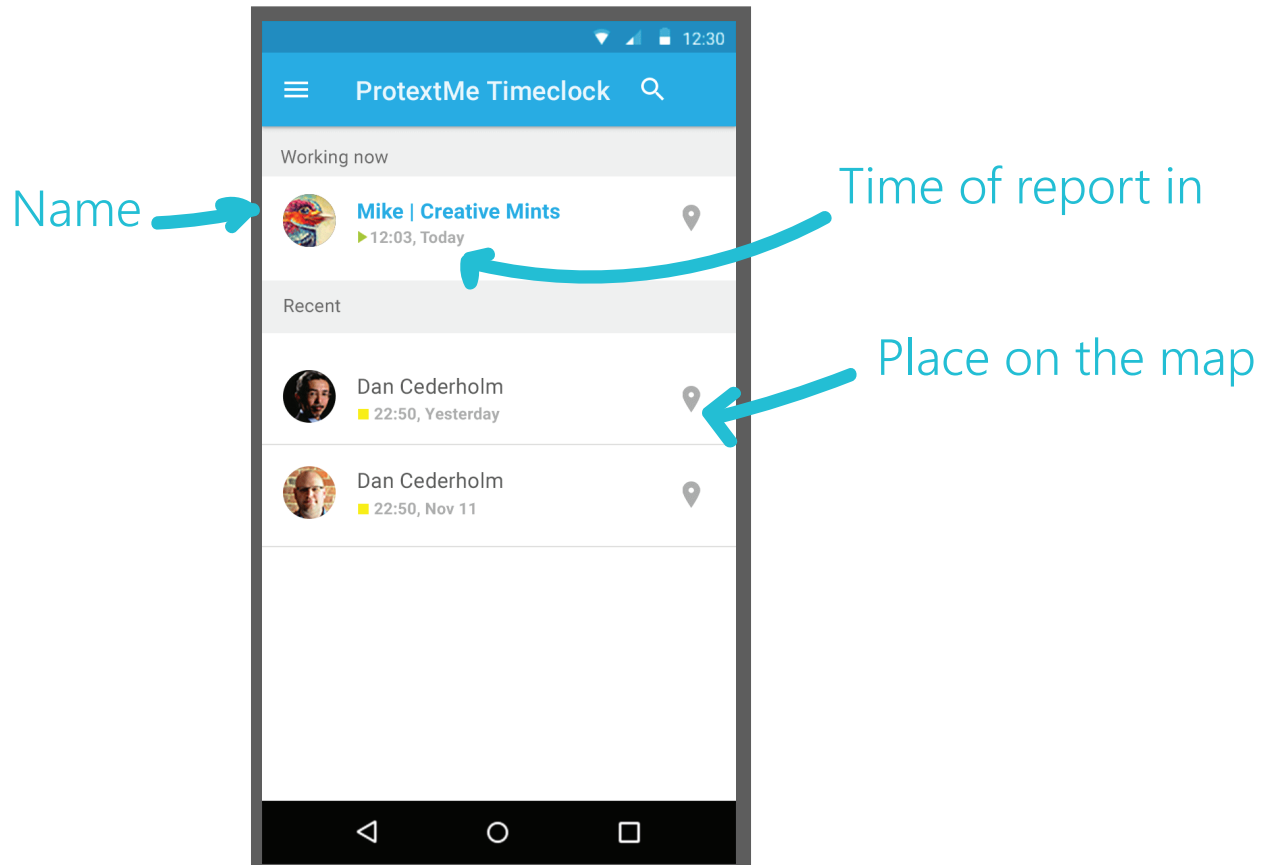 12:30
ProtextMe Timeclock
Working now
Name
Time of report in
Mike | Creative Mints
12:03, Today
Recent
Place on the map
Dan Cederholm
22:50, Yesterday
Dan Cederholm
22:50, Nov 11